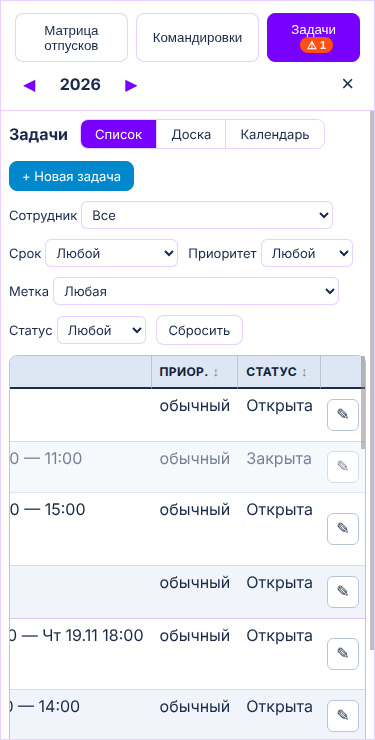 Матрица
отпусков
Командировки
Задачи
⚠ 1
◀ 2026 ▶ ×
Задачи Список Доска Календарь
+ Новая задача
Сотрудник Все
Срок Любой Приоритет Любой
Метка Любая
Статус Любой Сбросить
ПРИОР. ↕ СТАТУС ↕
обычный Открыта ✎
0 — 11:00 обычный Закрыта ✎
0 — 15:00 обычный Открыта ✎
обычный Открыта ✎
0 — Чт 19.11 18:00 обычный Открыта ✎
— 14:00 обычный Открыта ✎